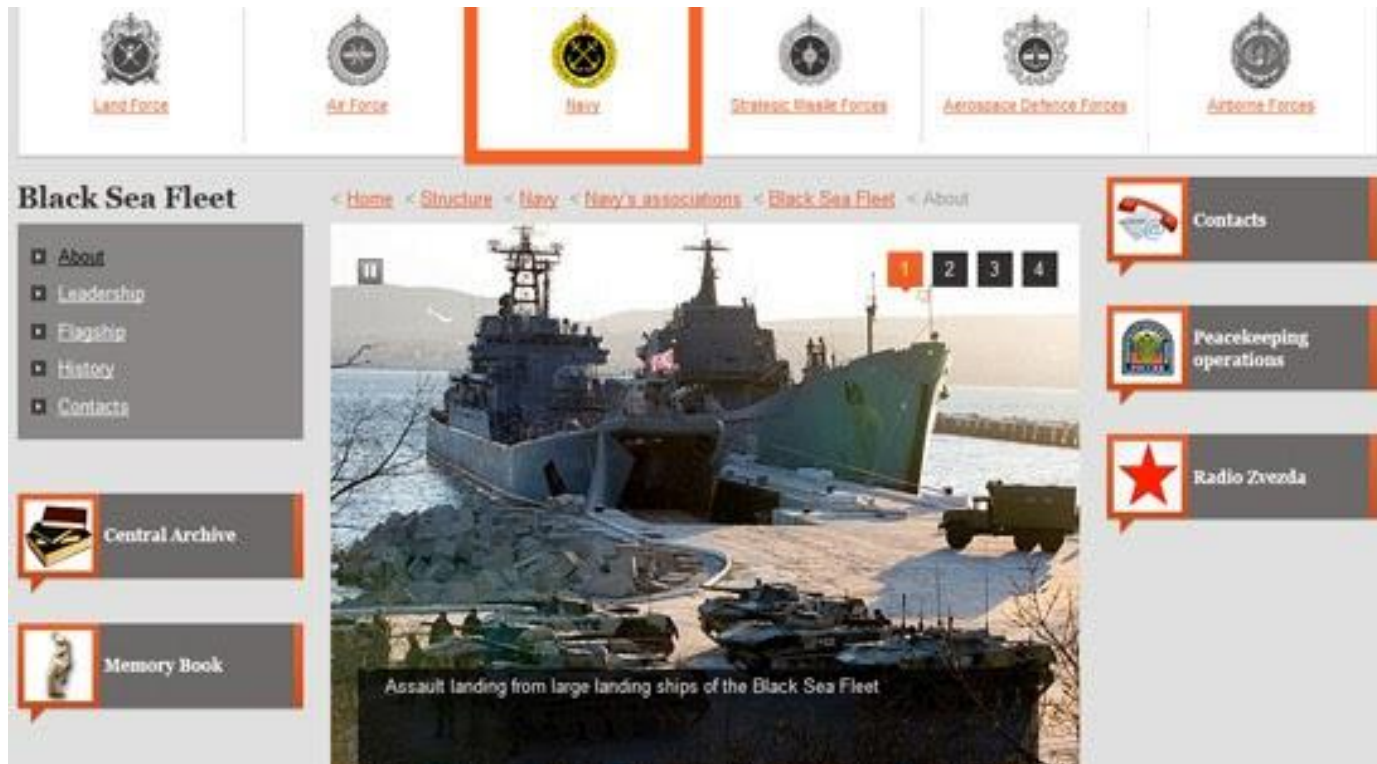 Land Force
Air Force
Navy
Strategic Missile Forces
Aerospace Defence Forces
Airborne Forces
Black Sea Fleet
About
Leadership
Flagship
History
Contacts
Central Archive
Memory Book
< Home < Structure < Navy < Navy's associations < Black Sea Fleet < About
1 2 3 4
Assault landing from large landing ships of the Black Sea Fleet
Contacts
Peacekeeping
operations
Radio Zvezda